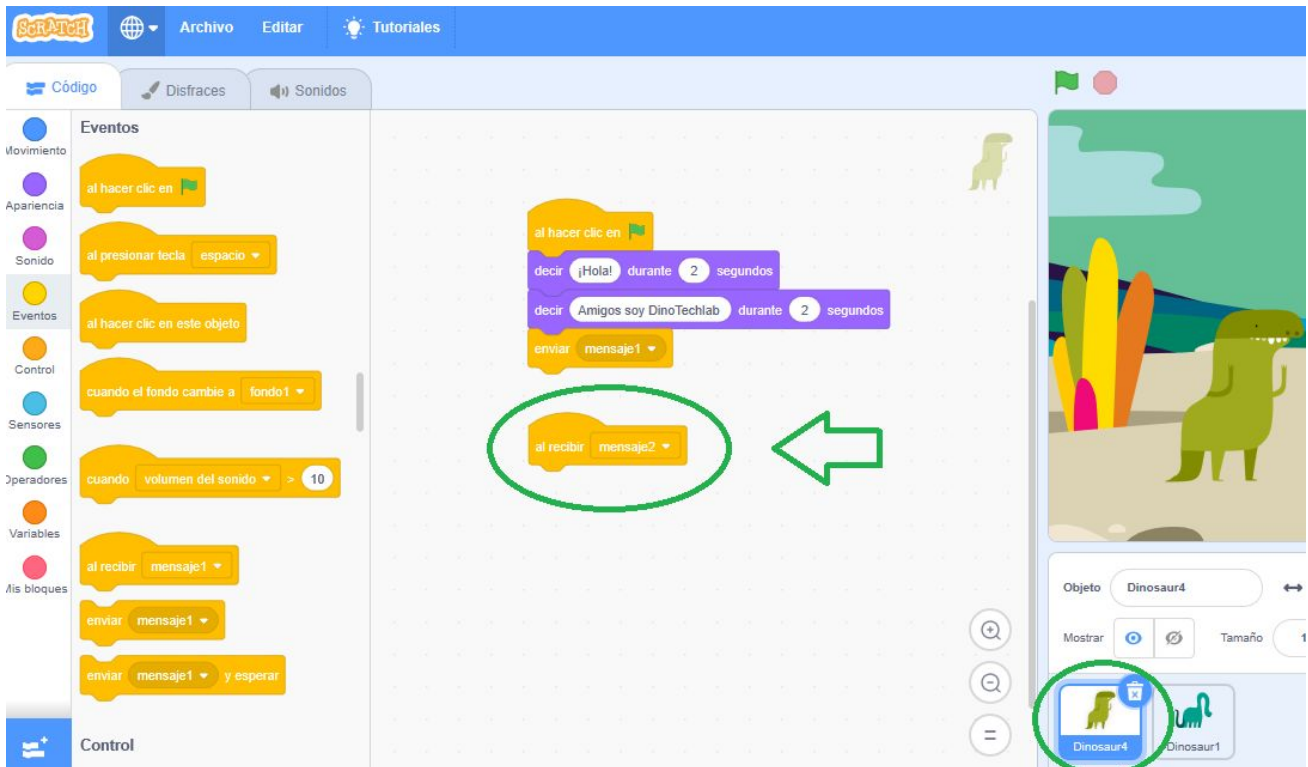 SCRATCH Archivo Editar Tutoriales
Código Disfraces Sonidos
Movimiento
Apariencia
Sonido
Eventos
Control
Sensores
Operadores
Variables
Mis bloques
Eventos
al hacer clic en
al presionar tecla espacio
al hacer clic en este objeto
cuando el fondo cambie a fondo1
cuando volumen del sonido > 10
al recibir mensaje1
enviar mensaje1
enviar mensaje1 y esperar
Control
al hacer clic en
decir ¡Hola! durante 2 segundos
decir Amigos soy DinoTechlab durante 2 segundos
enviar mensaje1
al recibir mensaje2
Objeto Dinosaur4
Mostrar Tamaño 1
Dinosaur4 Dinosaur1